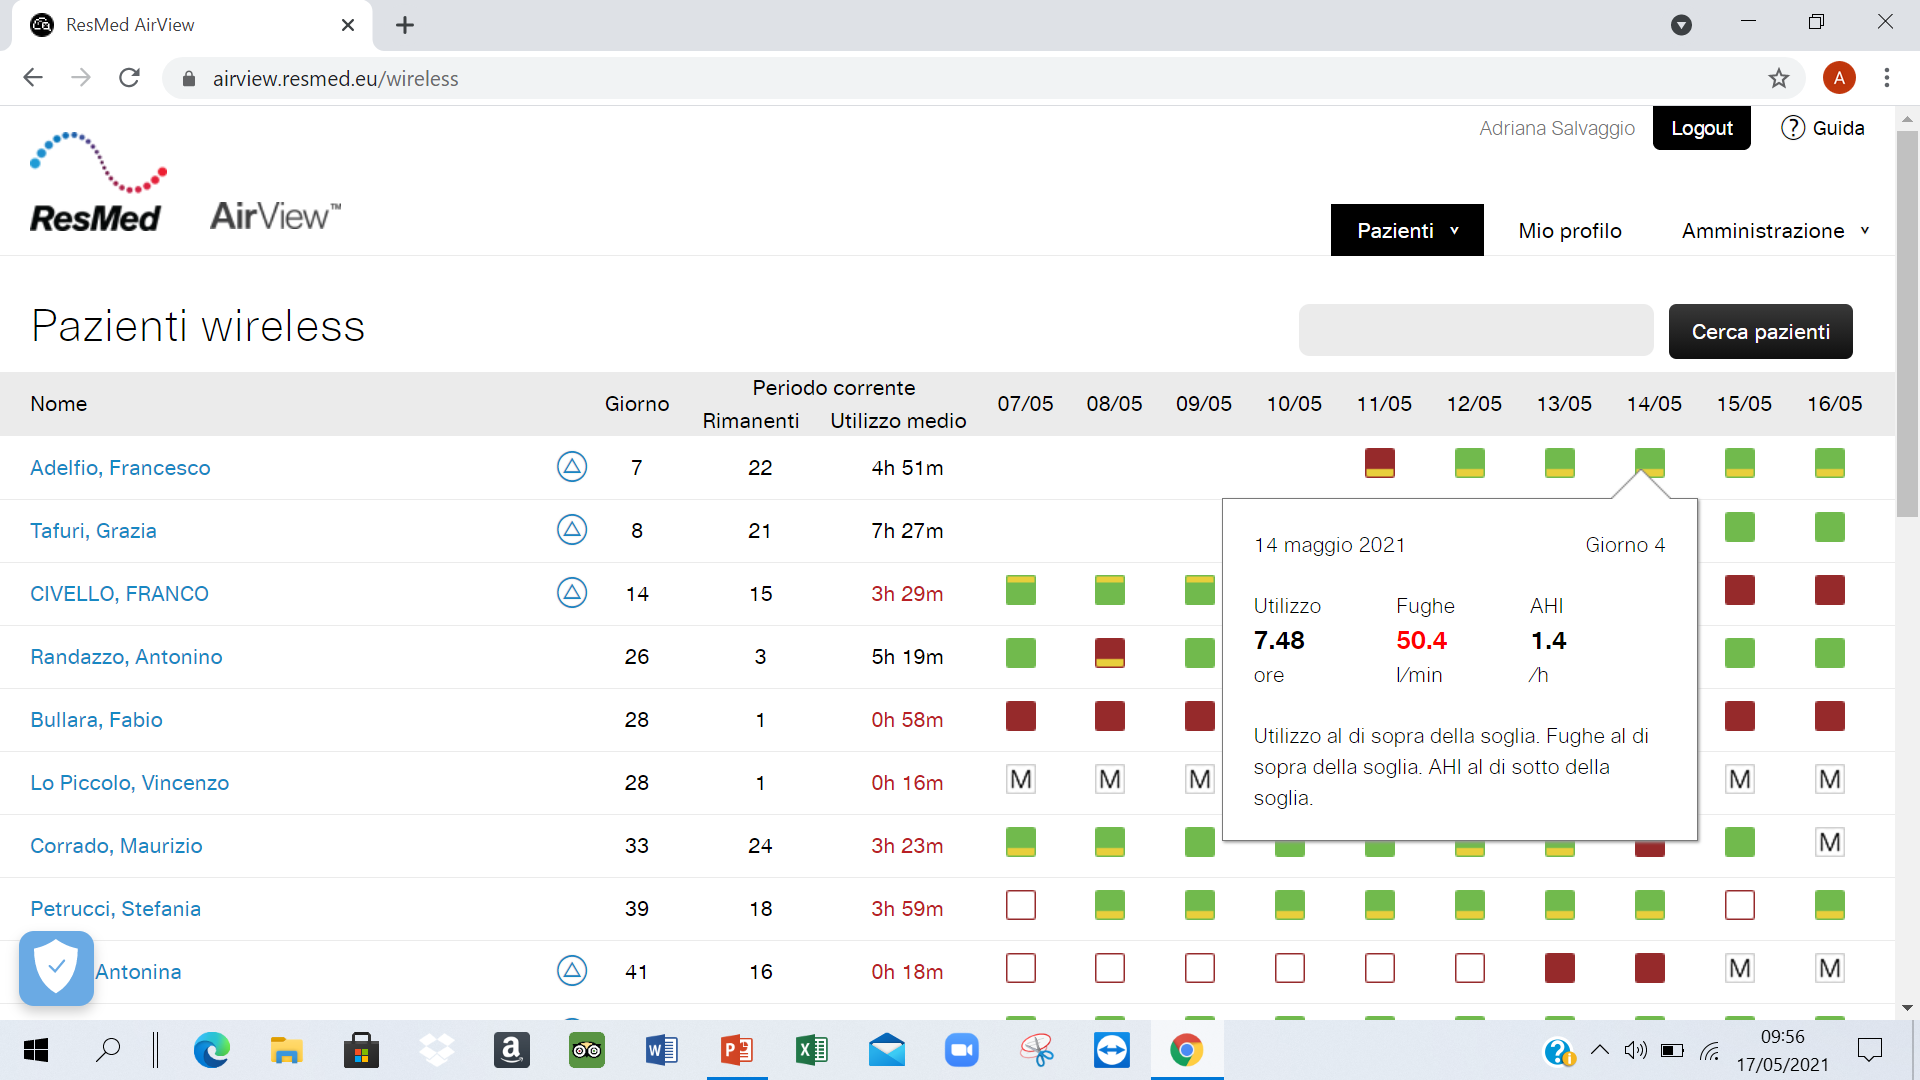 ResMed AirView
airview.resmed.eu/wireless
A
Adriana Salvaggio
Logout
? Guida
ResMed
AirView™
Pazienti
Mio profilo
Amministrazione
Pazienti wireless
Cerca pazienti
Periodo corrente
Nome Giorno Rimanenti Utilizzo medio 07/05 08/05 09/05 10/05 11/05 12/05 13/05 14/05 15/05 16/05
Adelfio, Francesco 7 22 4h 51m
Tafuri, Grazia 8 21 7h 27m
CIVELLO, FRANCO 14 15 3h 29m
Randazzo, Antonino 26 3 5h 19m
Bullara, Fabio 28 1 0h 58m
Lo Piccolo, Vincenzo 28 1 0h 16m M M M M M
Corrado, Maurizio 33 24 3h 23m M
Petrucci, Stefania 39 18 3h 59m
Antonina 41 16 0h 18m M M
14 maggio 2021 Giorno 4
Utilizzo Fughe AHI
7.48 50.4 1.4
ore l/min /h
Utilizzo al di sopra della soglia. Fughe al di
sopra della soglia. AHI al di sotto della
soglia.
09:56
17/05/2021